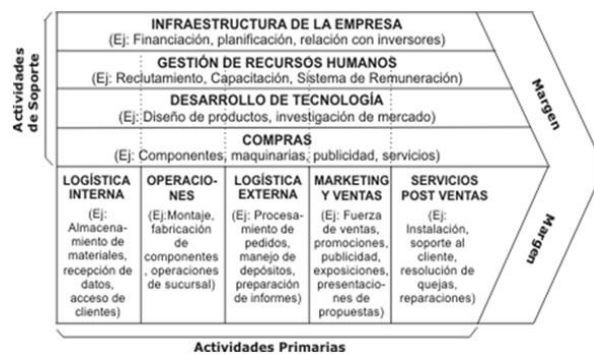 Actividades
de Soporte
INFRAESTRUCTURA DE LA EMPRESA
(Ej: Financiación, planificación, relación con inversores)
GESTIÓN DE RECURSOS HUMANOS
(Ej: Reclutamiento, Capacitación, Sistema de Remuneración)
DESARROLLO DE TECNOLOGÍA
(Ej: Diseño de productos, investigación de mercado)
COMPRAS
(Ej: Componentes, maquinarias, publicidad, servicios)
Margen
LOGÍSTICA
INTERNA
(Ej:
Almacena-
miento de
materiales,
recepción de
datos,
acceso de
clientes)
OPERACIO-
NES
(Ej:Montaje,
fabricación
de
componentes
, operaciones
de sucursal)
LOGÍSTICA
EXTERNA
(Ej: Procesa-
miento de
pedidos,
manejo de
depósitos,
preparación
de informes)
MARKETING
Y VENTAS
(Ej: Fuerza
de ventas,
promociones,
publicidad,
exposiciones,
presentacio-
nes de
propuestas)
SERVICIOS
POST VENTAS
(Ej:
Instalación,
soporte al
cliente,
resolución de
quejas,
reparaciones)
Margen
Actividades Primarias